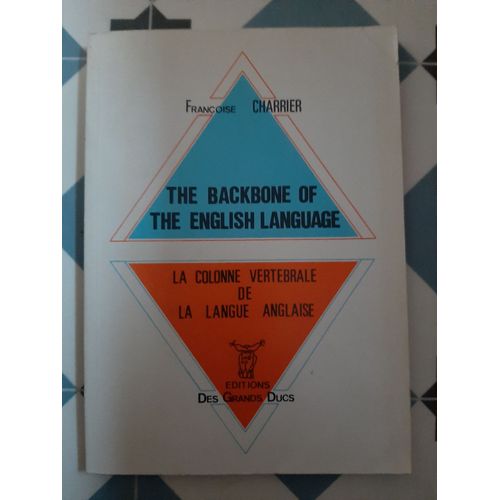 FRANCOISE CHARRIER
THE BACKBONE OF
THE ENGLISH LANGUAGE
LA COLONNE VERTEBRALE
DE
LA LANGUE ANGLAISE
EDITIONS
DES GRANDS DUCS